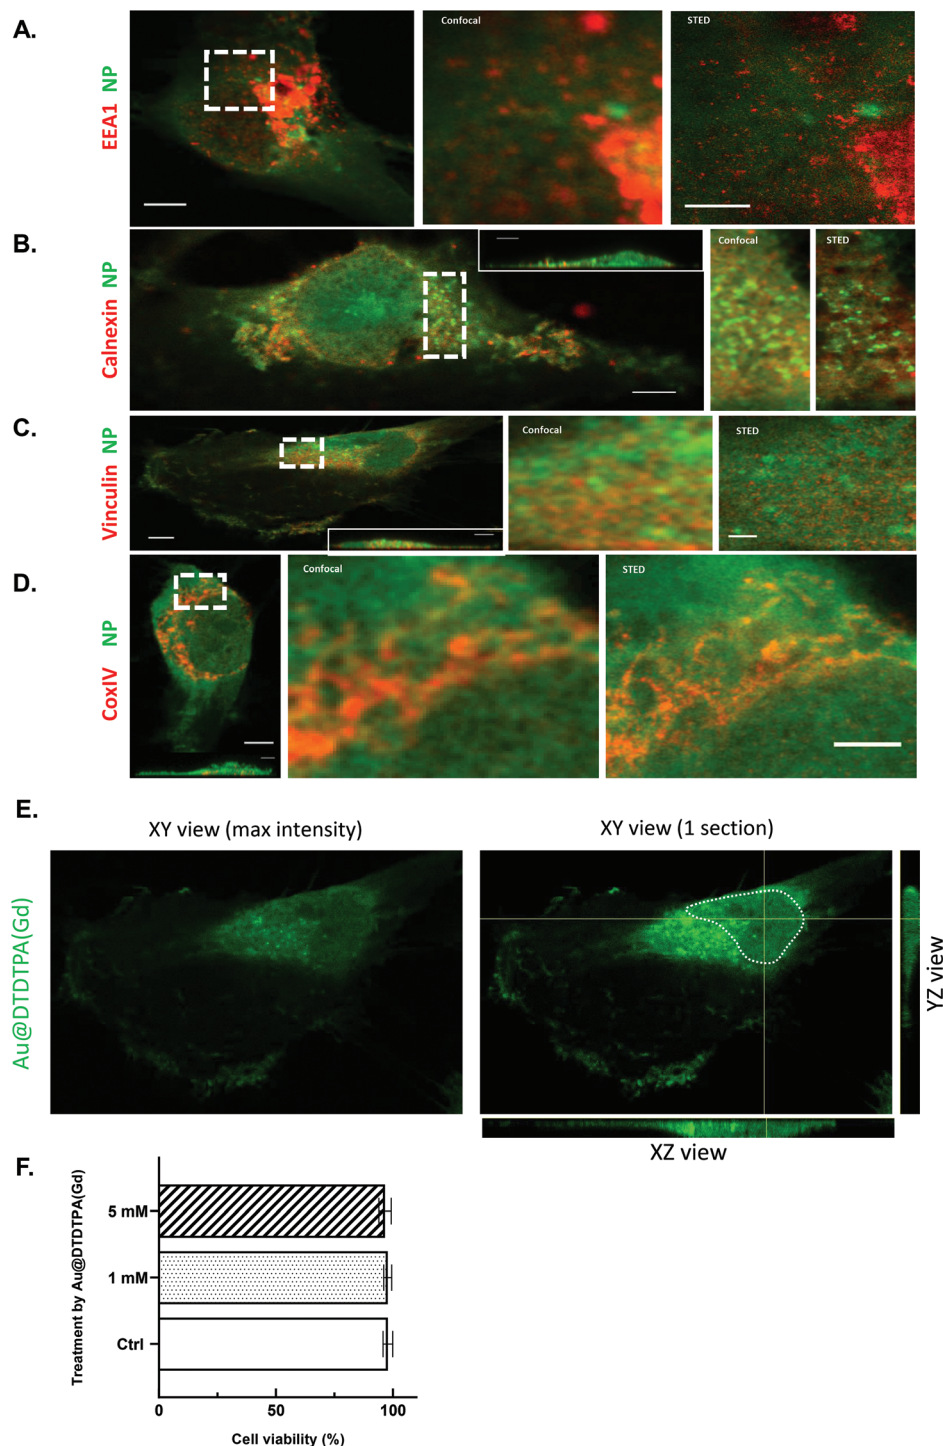 A.
EEA1 NP
Confocal
STED
B.
Calnexin NP
Confocal
STED
C.
Vinculin NP
Confocal
STED
D.
CoxIV NP
Confocal
STED
E.
XY view (max intensity)
XY view (1 section)
Au@DTDTPA(Gd)
YZ view
XZ view
F.
Treatment by Au@DTDTPA(Gd)
5 mM
1 mM
Ctrl
0
50
100
Cell viability (%)